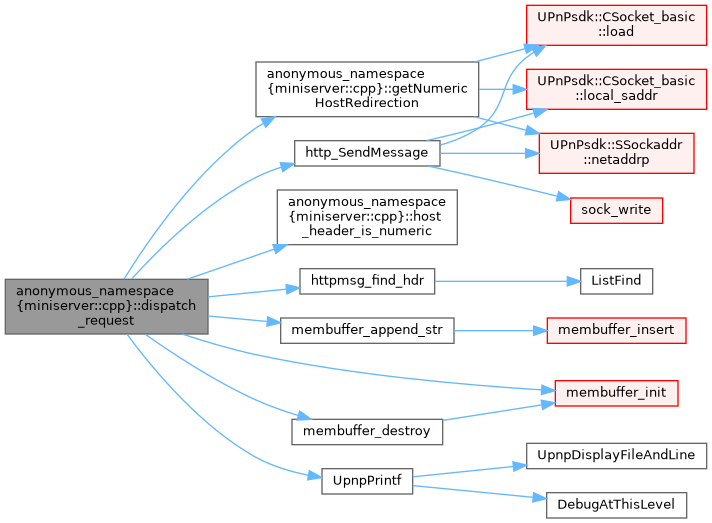 anonymous_namespace
{miniserver::cpp}::dispatch
_request
anonymous_namespace
{miniserver::cpp}::getNumeric
HostRedirection
http_SendMessage
anonymous_namespace
{miniserver::cpp}::host
_header_is_numeric
httpmsg_find_hdr
membuffer_append_str
membuffer_destroy
UpnpPrintf
UPnPsdk::CSocket_basic
::load
UPnPsdk::CSocket_basic
::local_saddr
UPnPsdk::SSockaddr
::netaddrp
sock_write
ListFind
membuffer_insert
membuffer_init
UpnpDisplayFileAndLine
DebugAtThisLevel